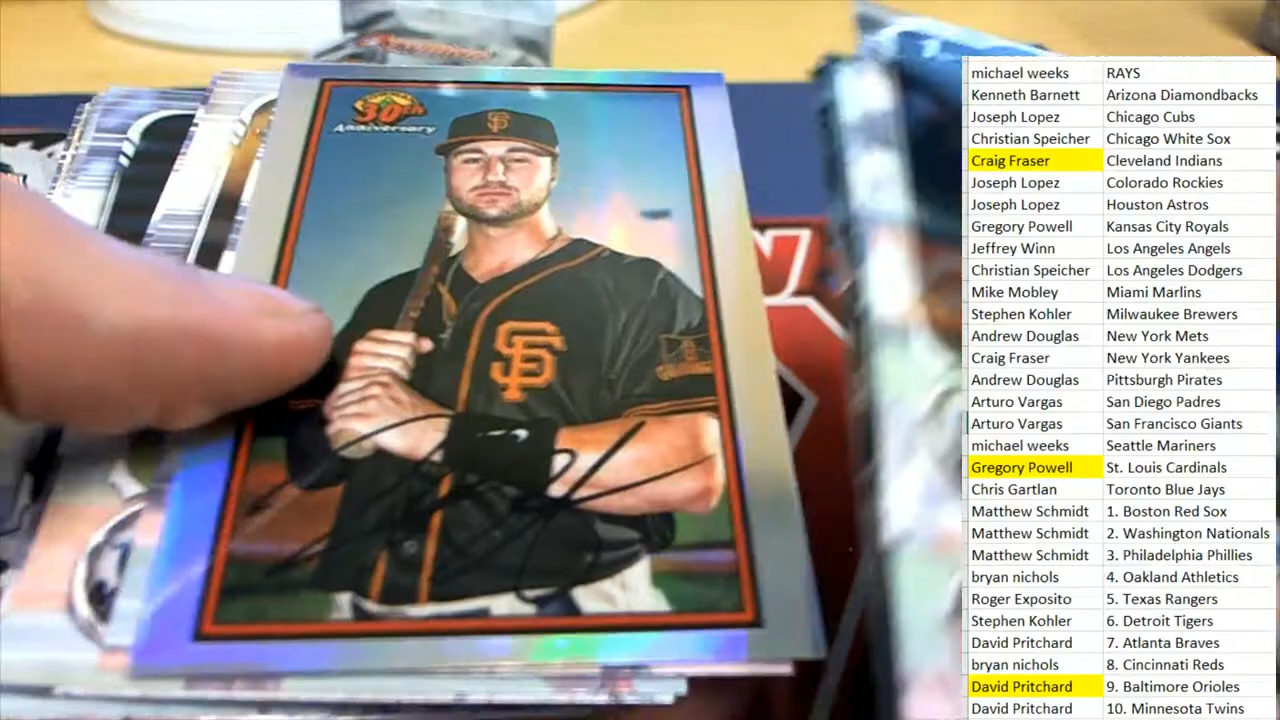 30th
Anniversary
SF
SF
michael weeks RAYS
Kenneth Barnett Arizona Diamondbacks
Joseph Lopez Chicago Cubs
Christian Speicher Chicago White Sox
Craig Fraser Cleveland Indians
Joseph Lopez Colorado Rockies
Joseph Lopez Houston Astros
Gregory Powell Kansas City Royals
Jeffrey Winn Los Angeles Angels
Christian Speicher Los Angeles Dodgers
Mike Mobley Miami Marlins
Stephen Kohler Milwaukee Brewers
Andrew Douglas New York Mets
Craig Fraser New York Yankees
Andrew Douglas Pittsburgh Pirates
Arturo Vargas San Diego Padres
Arturo Vargas San Francisco Giants
michael weeks Seattle Mariners
Gregory Powell St. Louis Cardinals
Chris Gartlan Toronto Blue Jays
Matthew Schmidt 1. Boston Red Sox
Matthew Schmidt 2. Washington Nationals
Matthew Schmidt 3. Philadelphia Phillies
bryan nichols 4. Oakland Athletics
Roger Exposito 5. Texas Rangers
Stephen Kohler 6. Detroit Tigers
David Pritchard 7. Atlanta Braves
bryan nichols 8. Cincinnati Reds
David Pritchard 9. Baltimore Orioles
David Pritchard 10. Minnesota Twins